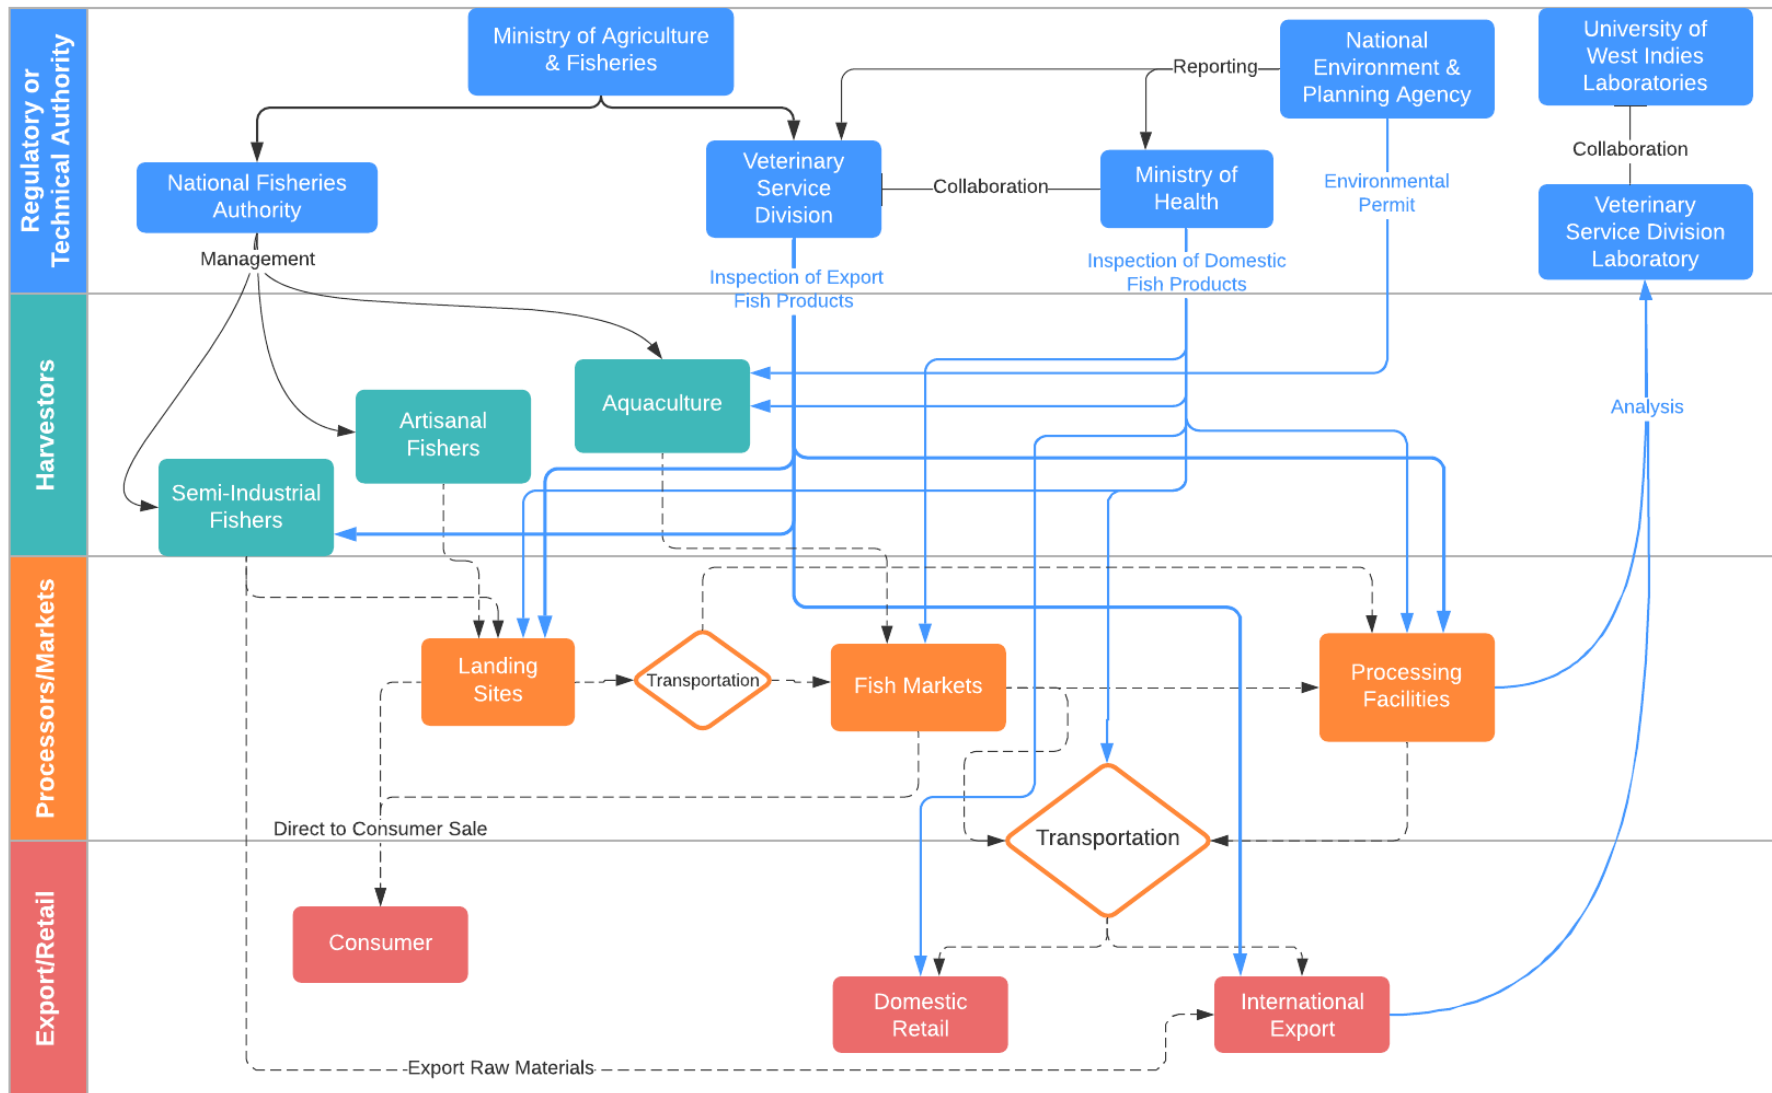 Regulatory or
Technical Authority
Ministry of Agriculture
& Fisheries
National
Environment &
Planning Agency
University of
West Indies
Laboratories
Reporting
National Fisheries
Authority
Veterinary
Service
Division
Collaboration
Ministry of
Health
Environmental
Permit
Collaboration
Veterinary
Service Division
Laboratory
Management
Inspection of Export
Fish Products
Inspection of Domestic
Fish Products
Harvestors
Aquaculture
Artisanal
Fishers
Semi-Industrial
Fishers
Analysis
Processors/Markets
Landing
Sites
Transportation
Fish Markets
Processing
Facilities
Direct to Consumer Sale
Transportation
Export/Retail
Consumer
Domestic
Retail
International
Export
Export Raw Materials